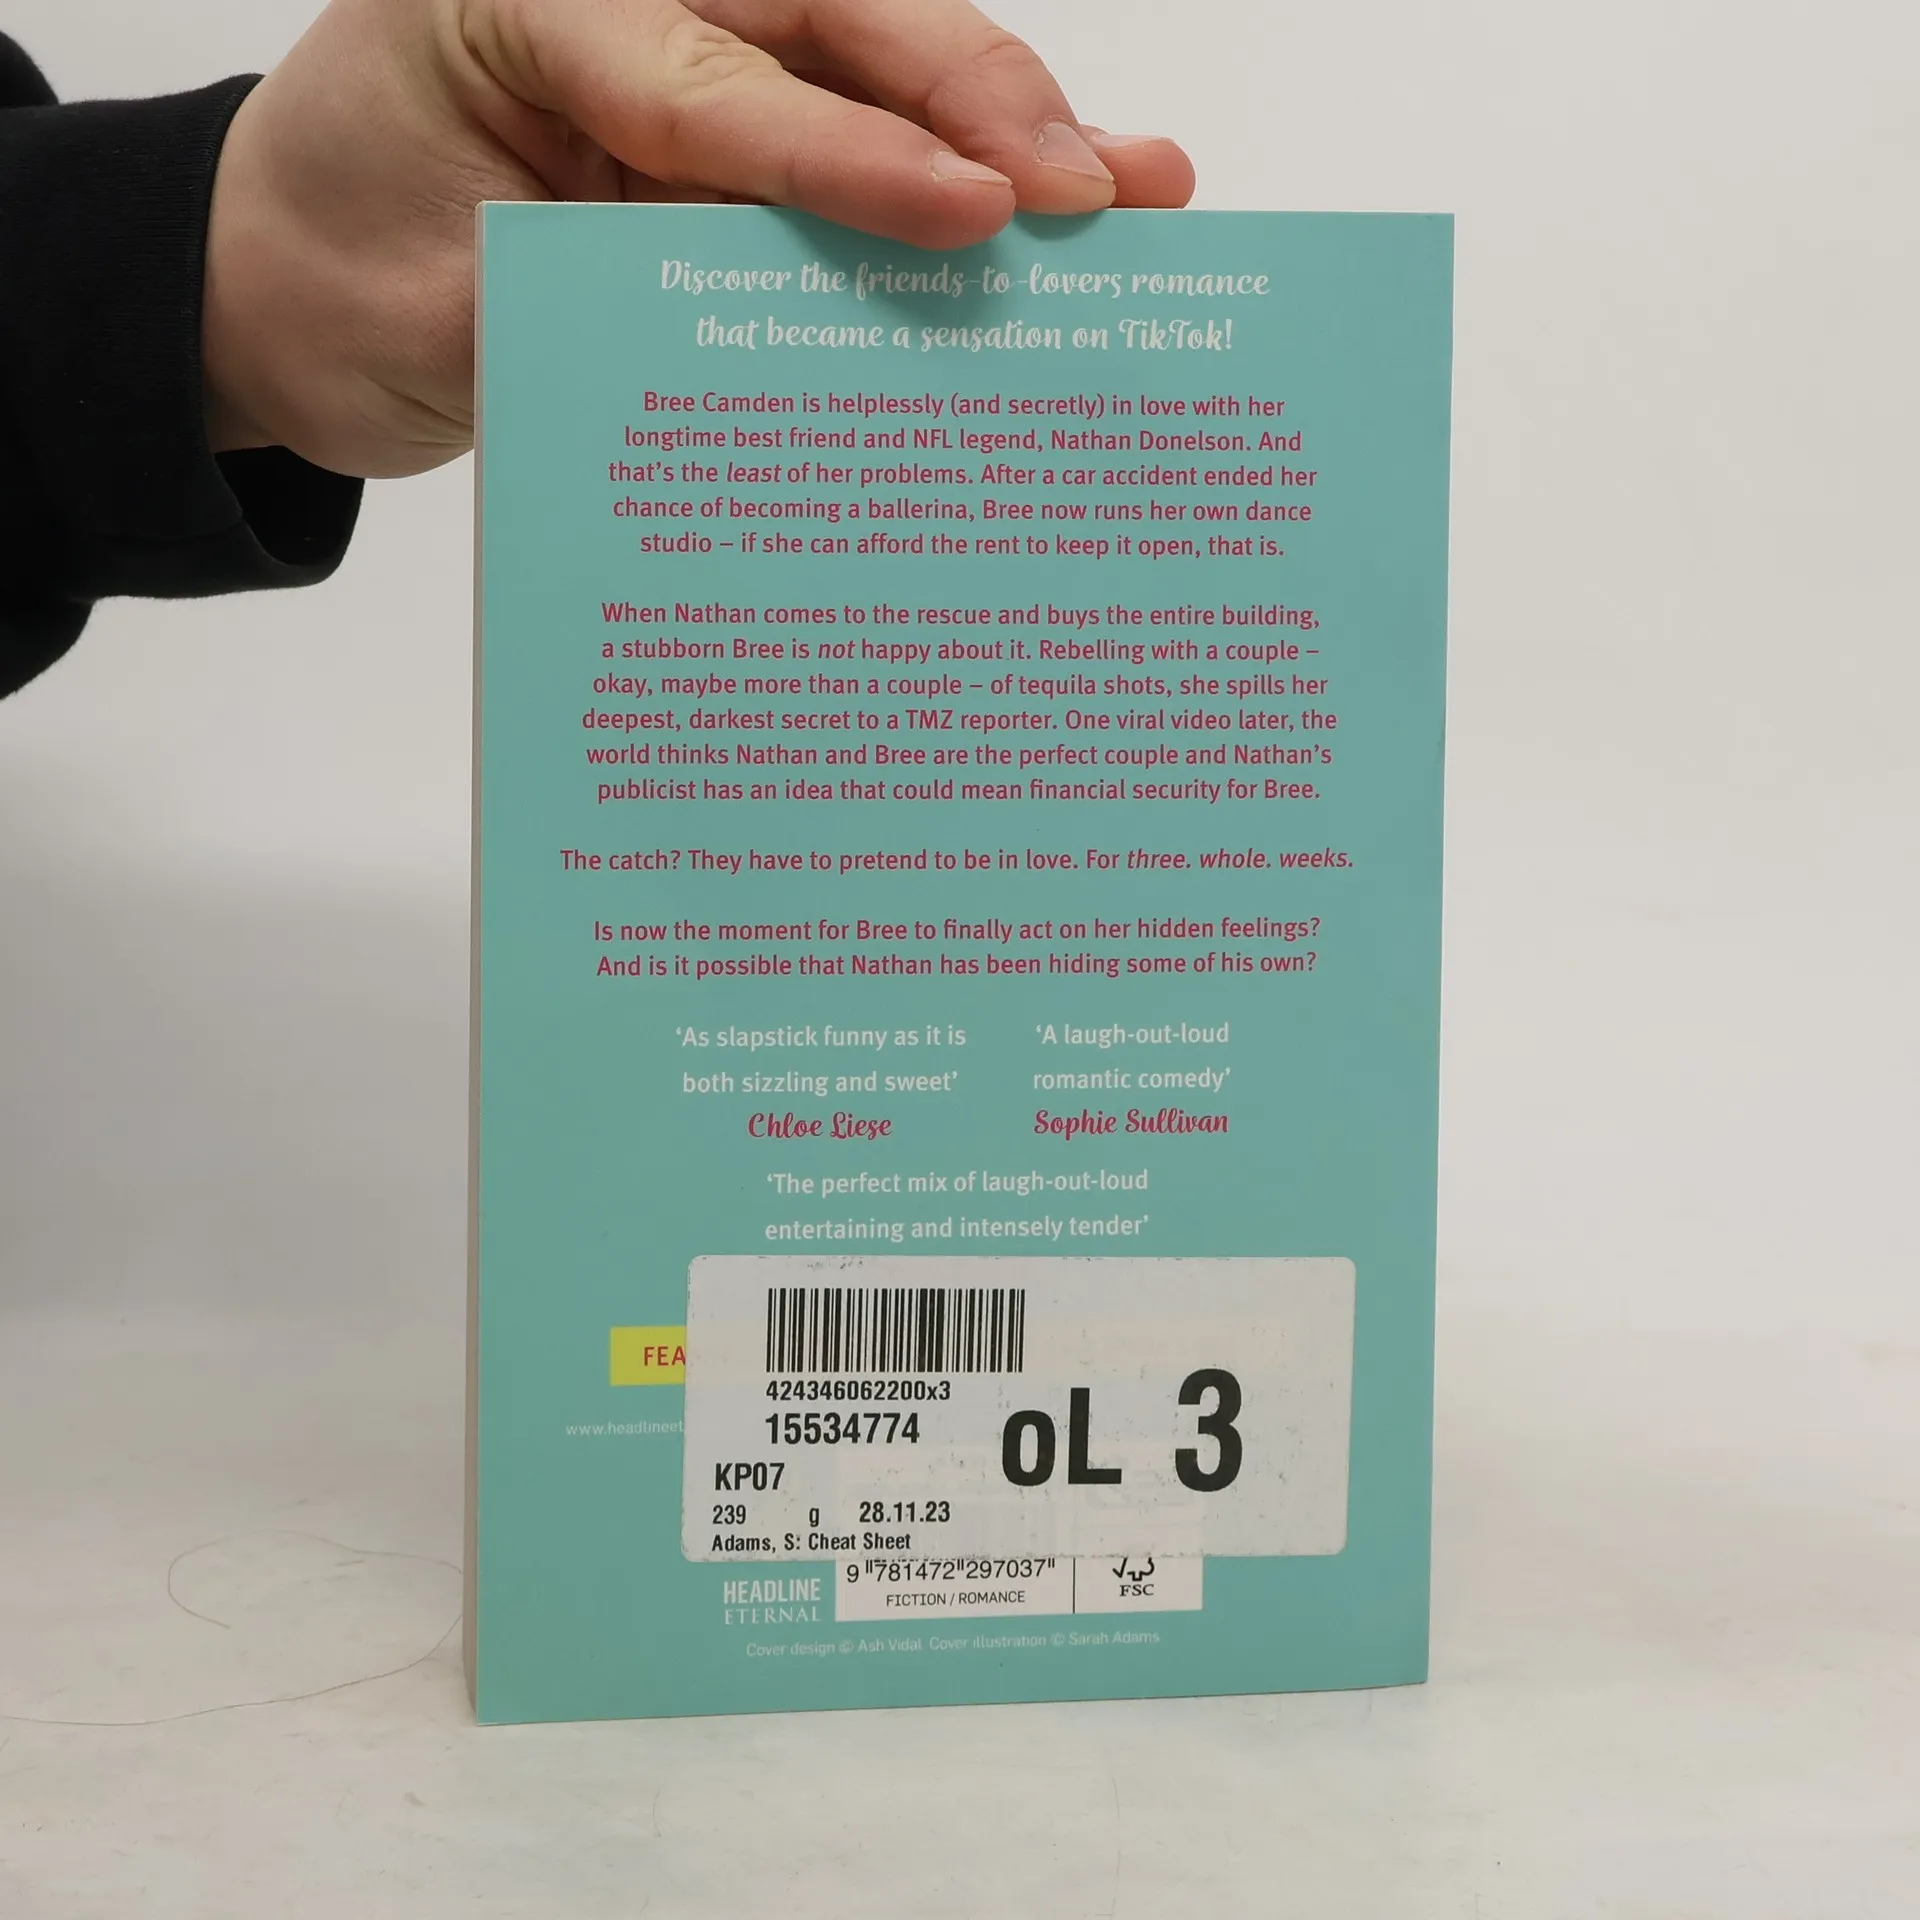 Discover the friends-to-lovers romance
that became a sensation on TikTok!
Bree Camden is helplessly (and secretly) in love with her
longtime best friend and NFL legend, Nathan Donelson. And
that's the least of her problems. After a car accident ended her
chance of becoming a ballerina, Bree now runs her own dance
studio – if she can afford the rent to keep it open, that is.
When Nathan comes to the rescue and buys the entire building,
a stubborn Bree is not happy about it. Rebelling with a couple –
okay, maybe more than a couple – of tequila shots, she spills her
deepest, darkest secret to a TMZ reporter. One viral video later, the
world thinks Nathan and Bree are the perfect couple and Nathan's
publicist has an idea that could mean financial security for Bree.
The catch? They have to pretend to be in love. For three. whole. weeks.
Is now the moment for Bree to finally act on her hidden feelings?
And is it possible that Nathan has been hiding some of his own?
‘As slapstick funny as it is
both sizzling and sweet’
Chloe Liese
‘A laugh-out-loud
romantic comedy’
Sophie Sullivan
‘The perfect mix of laugh-out-loud
entertaining and intensely tender’
FEA
www.headlineet
424346062200x3
15534774
oL 3
KP07
239 g 28.11.23
Adams, S: Cheat Sheet
HEADLINE
ETERNAL
9 "781472"297037"
FICTION / ROMANCE
FSC
Cover design © Ash Vidal Cover illustration © Sarah Adams